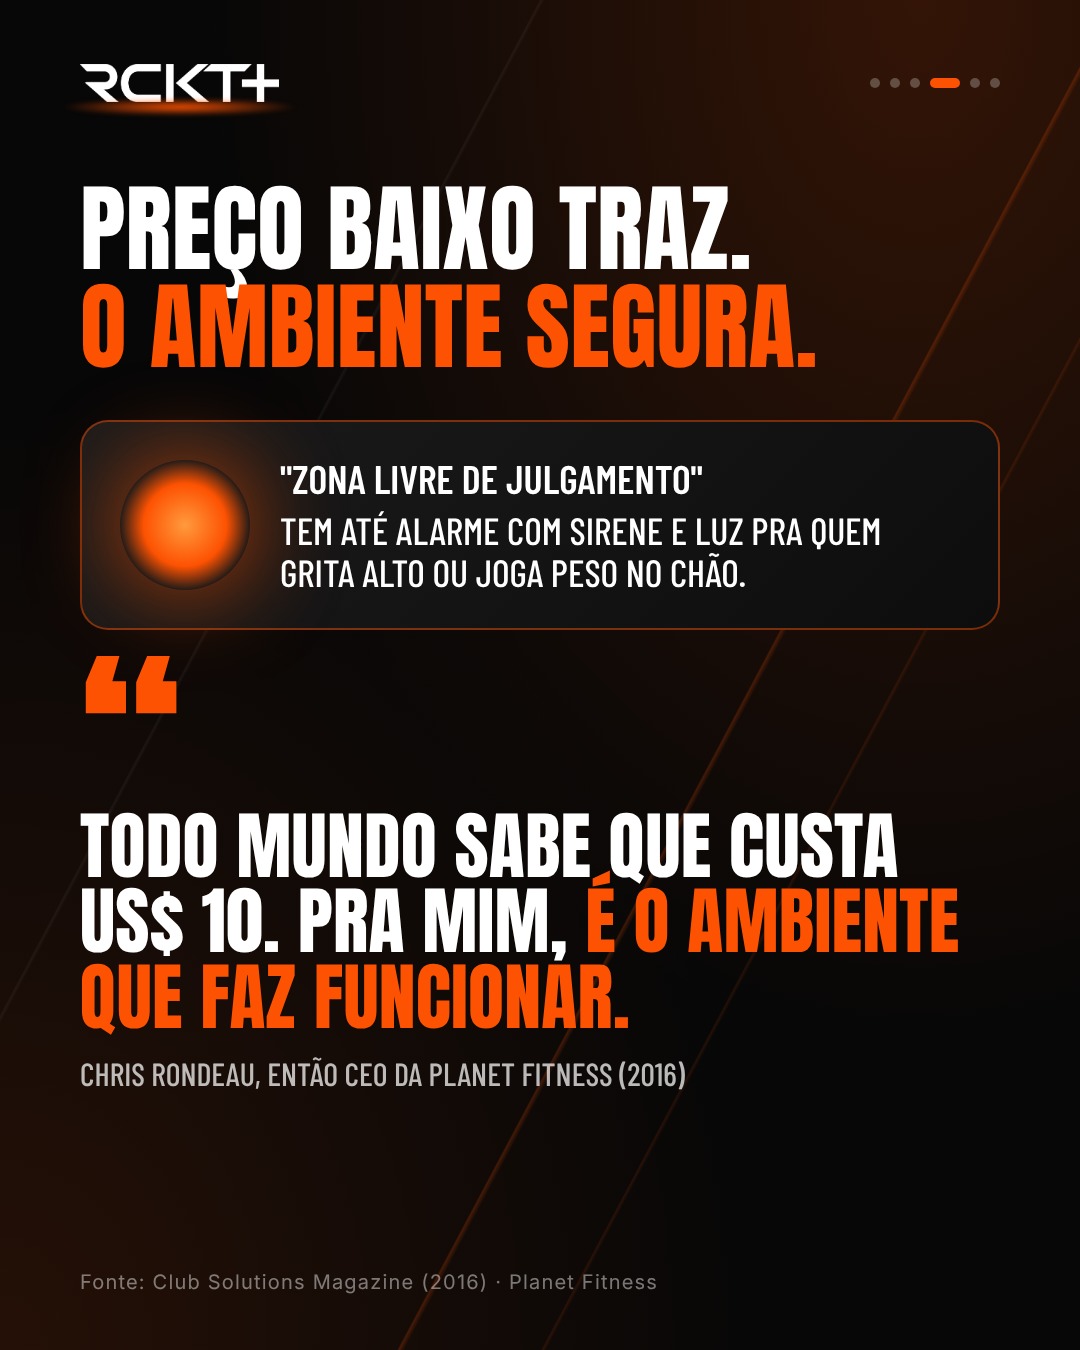 RCKT+
PREÇO BAIXO TRAZ.
O AMBIENTE SEGURA.
"ZONA LIVRE DE JULGAMENTO"
TEM ATÉ ALARME COM SIRENE E LUZ PRA QUEM
GRITA ALTO OU JOGA PESO NO CHÃO.
“
TODO MUNDO SABE QUE CUSTA
US$ 10. PRA MIM, É O AMBIENTE
QUE FAZ FUNCIONAR.
CHRIS RONDEAU, ENTÃO CEO DA PLANET FITNESS (2016)
Fonte: Club Solutions Magazine (2016) · Planet Fitness